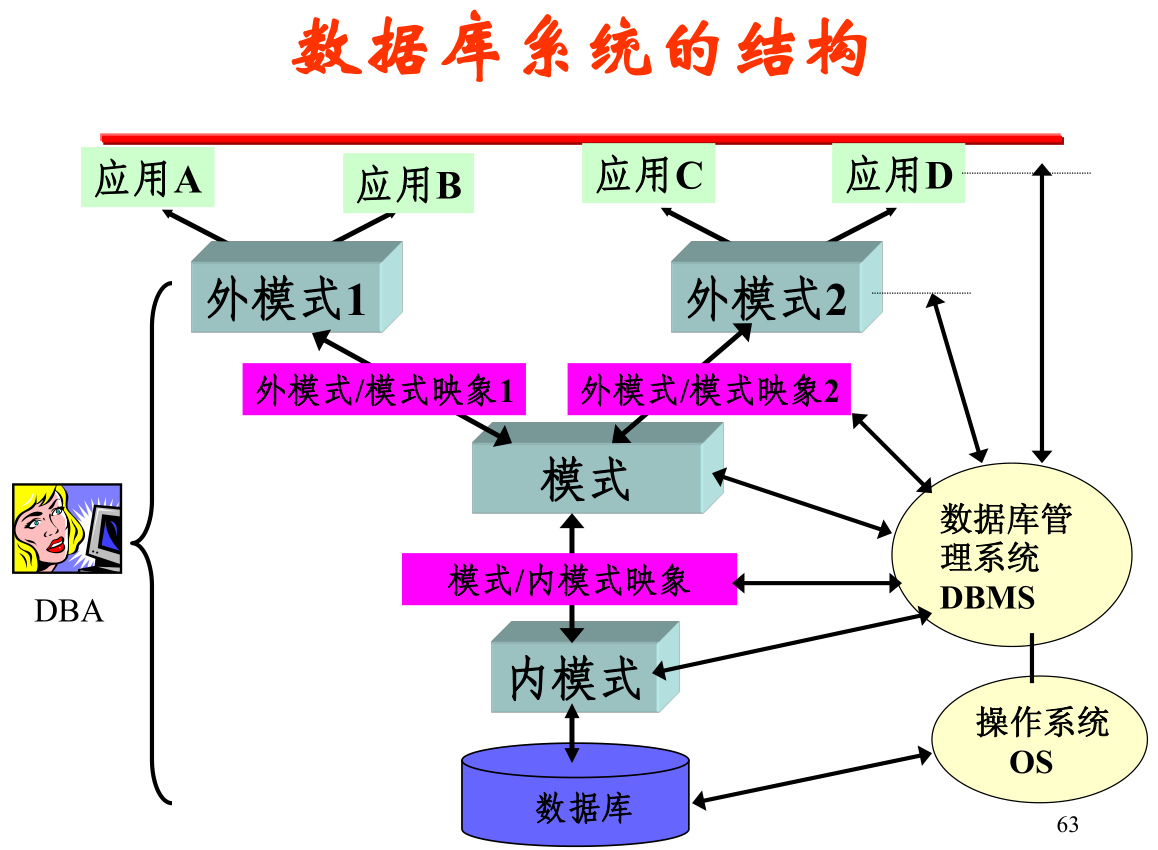 数据库系统的结构
应用A
应用B
应用C
应用D
外模式1
外模式2
外模式/模式映象1
外模式/模式映象2
模式
数据库管
理系统
DBMS
模式/内模式映象
DBA
内模式
操作系统
OS
数据库
63